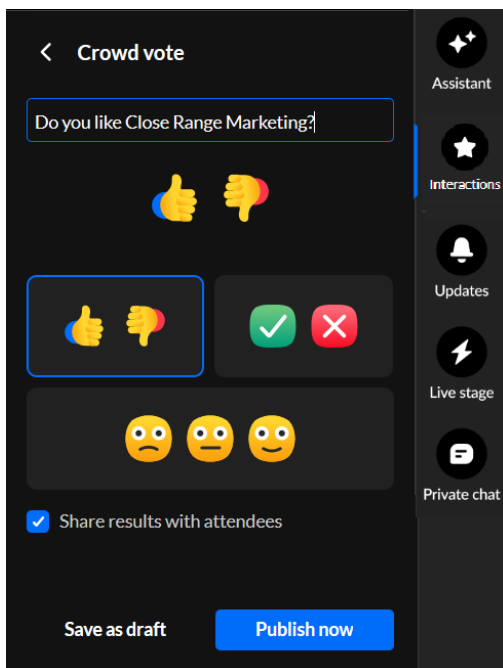 Crowd vote
Do you like Close Range Marketing?
Share results with attendees
Save as draft
Publish now
Assistant
Interactions
Updates
Live stage
Private chat